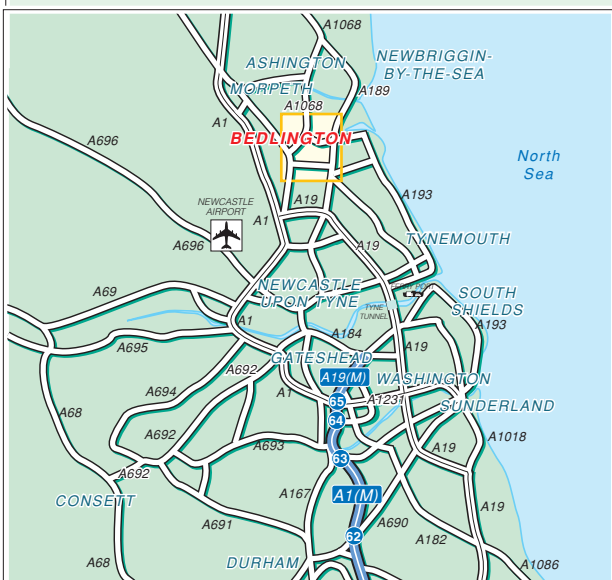 A1068
ASHINGTON
NEWBRIGGIN-
BY-THE-SEA
MORPETH
A189
A1068
A1
A696
BEDLINGTON
North
Sea
A193
A19
NEWCASTLE
AIRPORT
A1
A19
TYNEMOUTH
A696
A69
NEWCASTLE
UPON TYNE
FERRY PORT
SOUTH
SHIELDS
TYNE
TUNNEL
A1
A184
A193
A695
A19
GATESHEAD
A692
A19(M)
WASHINGTON
A694
A1
A1231
65
SUNDERLAND
A68
64
A692
A693
A19
A1018
63
A692
CONSETT
A167
A1(M)
A19
A691
A690
62
A182
A68
DURHAM
A1086